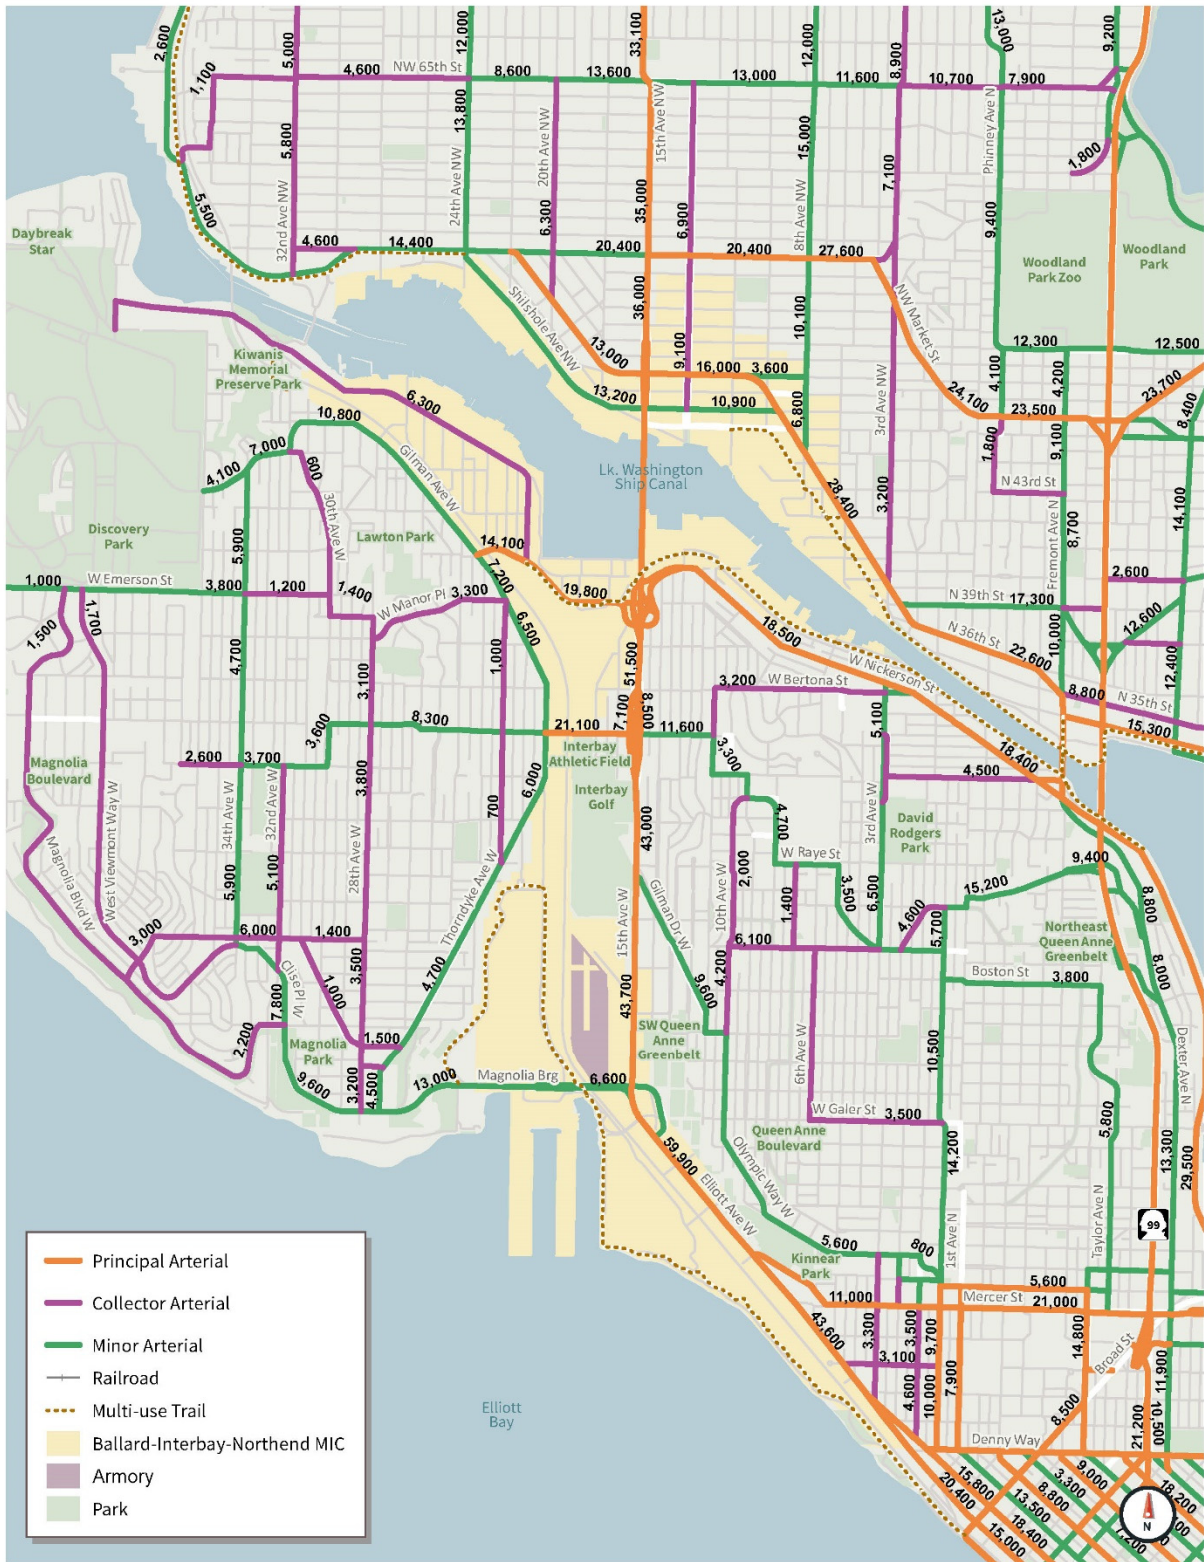 2,600
5,000
12,000
33,100
12,000
8,900
13,000
9,200
1,100
4,600
NW 65th St
8,600
13,600
13,000
11,600
10,700
7,900
5,800
13,800
20th Ave NW
15th Ave NW
15,000
7,100
Phinney Ave N
1,800
5,500
32nd Ave NW
24th Ave NW
6,300
35,000
6,900
8th Ave NW
9,400
Daybreak
Star
4,600
14,400
20,400
20,400
27,600
Woodland
Park Zoo
Woodland
Park
Shilshole Ave NW
36,000
10,100
NW Market St
Kiwanis
Memorial
Preserve Park
13,000
9,100
16,000
3,600
12,300
12,500
4,100
4,200
23,700
6,300
13,200
10,900
6,800
3rd Ave NW
24,100
23,500
8,400
10,800
7,000
4,100
600
Gilman Ave W
1,800
9,100
Lk. Washington
Ship Canal
28,400
3,200
N 43rd St
14,100
30th Ave W
Discovery
Park
Lawton Park
5,900
14,100
8,700
Fremont Ave N
1,000
W Emerson St
3,800
1,200
1,400
W Manor Pl
3,300
7,200
19,800
2,600
N 39th St
17,300
1,500
1,700
6,500
18,500
N 36th St
10,000
12,600
4,700
3,100
1,000
51,500
W Nickerson St
22,600
12,400
3,200
W Bertona St
8,800
N 35th St
3,600
8,300
21,100
7,100
8,500
11,600
5,100
15,300
2,600
3,700
Magnolia
Boulevard
West Viewmont Way W
34th Ave W
32nd Ave W
3,800
6,000
Interbay
Athletic Field
Interbay
Golf
3,300
18,400
4,500
3rd Ave W
David
Rodgers
Park
700
43,000
4,700
Magnolia Blvd W
5,900
5,100
28th Ave W
Thorndyke Ave W
2,000
W Raye St
9,400
8,800
Gilman Dr W
10th Ave W
1,400
3,500
6,500
15,200
4,600
5,700
3,000
6,000
1,400
15th Ave W
6,100
Northeast
Queen Anne
Greenbelt
8,000
Clise Pl W
1,000
3,500
4,700
4,200
43,700
9,600
Boston St
3,800
7,800
2,200
Magnolia
Park
1,500
SW Queen
Anne
Greenbelt
6th Ave W
10,500
Dexter Ave N
9,600
3,200
4,500
13,000
Magnolia Brg
6,600
W Galer St
3,500
5,800
59,900
Queen Anne
Boulevard
14,200
13,300
29,500
Olympic Way W
Elliott Ave W
Taylor Ave N
99
5,600
800
1st Ave N
Kinnear
Park
5,600
11,000
Mercer St
21,000
43,600
3,300
3,500
9,700
14,800
Broad St
3,100
4,600
10,000
7,900
8,500
11,900
21,200
10,500
Denny Way
Elliott
Bay
20,400
15,800
3,300
9,000
8,800
13,500
18,400
15,000
18,200
7,200
N
Principal Arterial
Collector Arterial
Minor Arterial
Railroad
Multi-use Trail
Ballard-Interbay-Northend MIC
Armory
Park